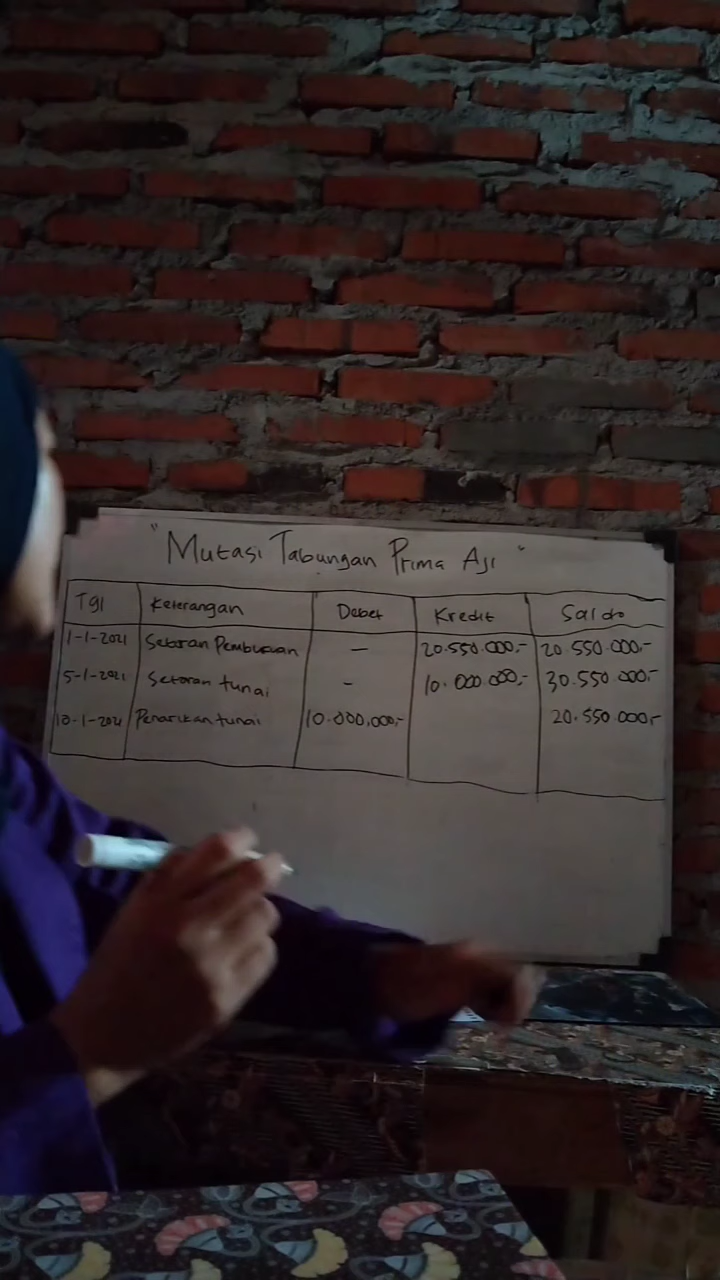 "Mutasi Tabungan Prima Aji"
Tgl Keterangan Debet Kredit Saldo
1-1-2021 Setoran Pembukaan - 20.550.000,- 20.550.000,-
5-1-2021 Setoran tunai - 10.000.000,- 30.550.000,-
10-1-2021 Penarikan tunai 10.000.000,- 20.550.000,-